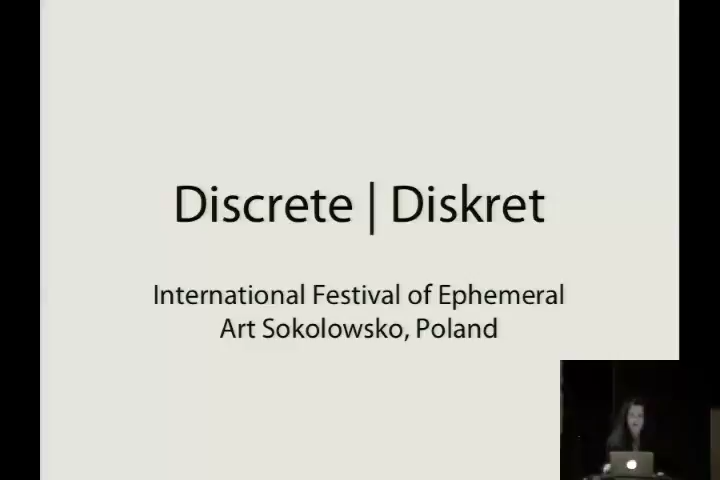 Discrete | Diskret
International Festival of Ephemeral
Art Sokolowsko, Poland